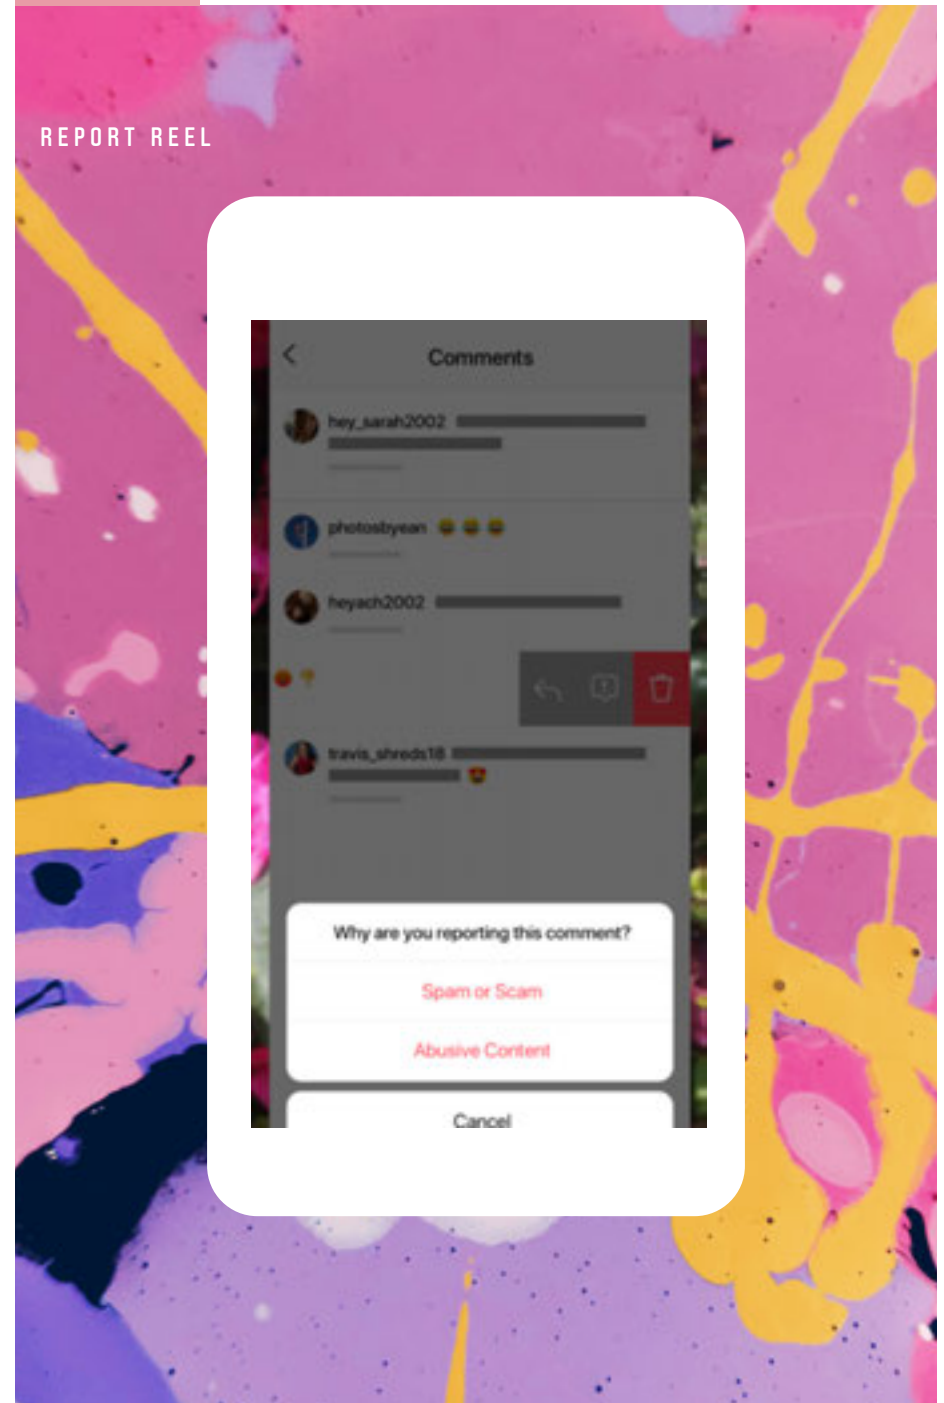 REPORT REEL
Comments
hey_sarah2002
photosbyean 😂 😂 😂
heyach2002
😡 👎
travis_shreds18
😍
Why are you reporting this comment?
Spam or Scam
Abusive Content
Cancel